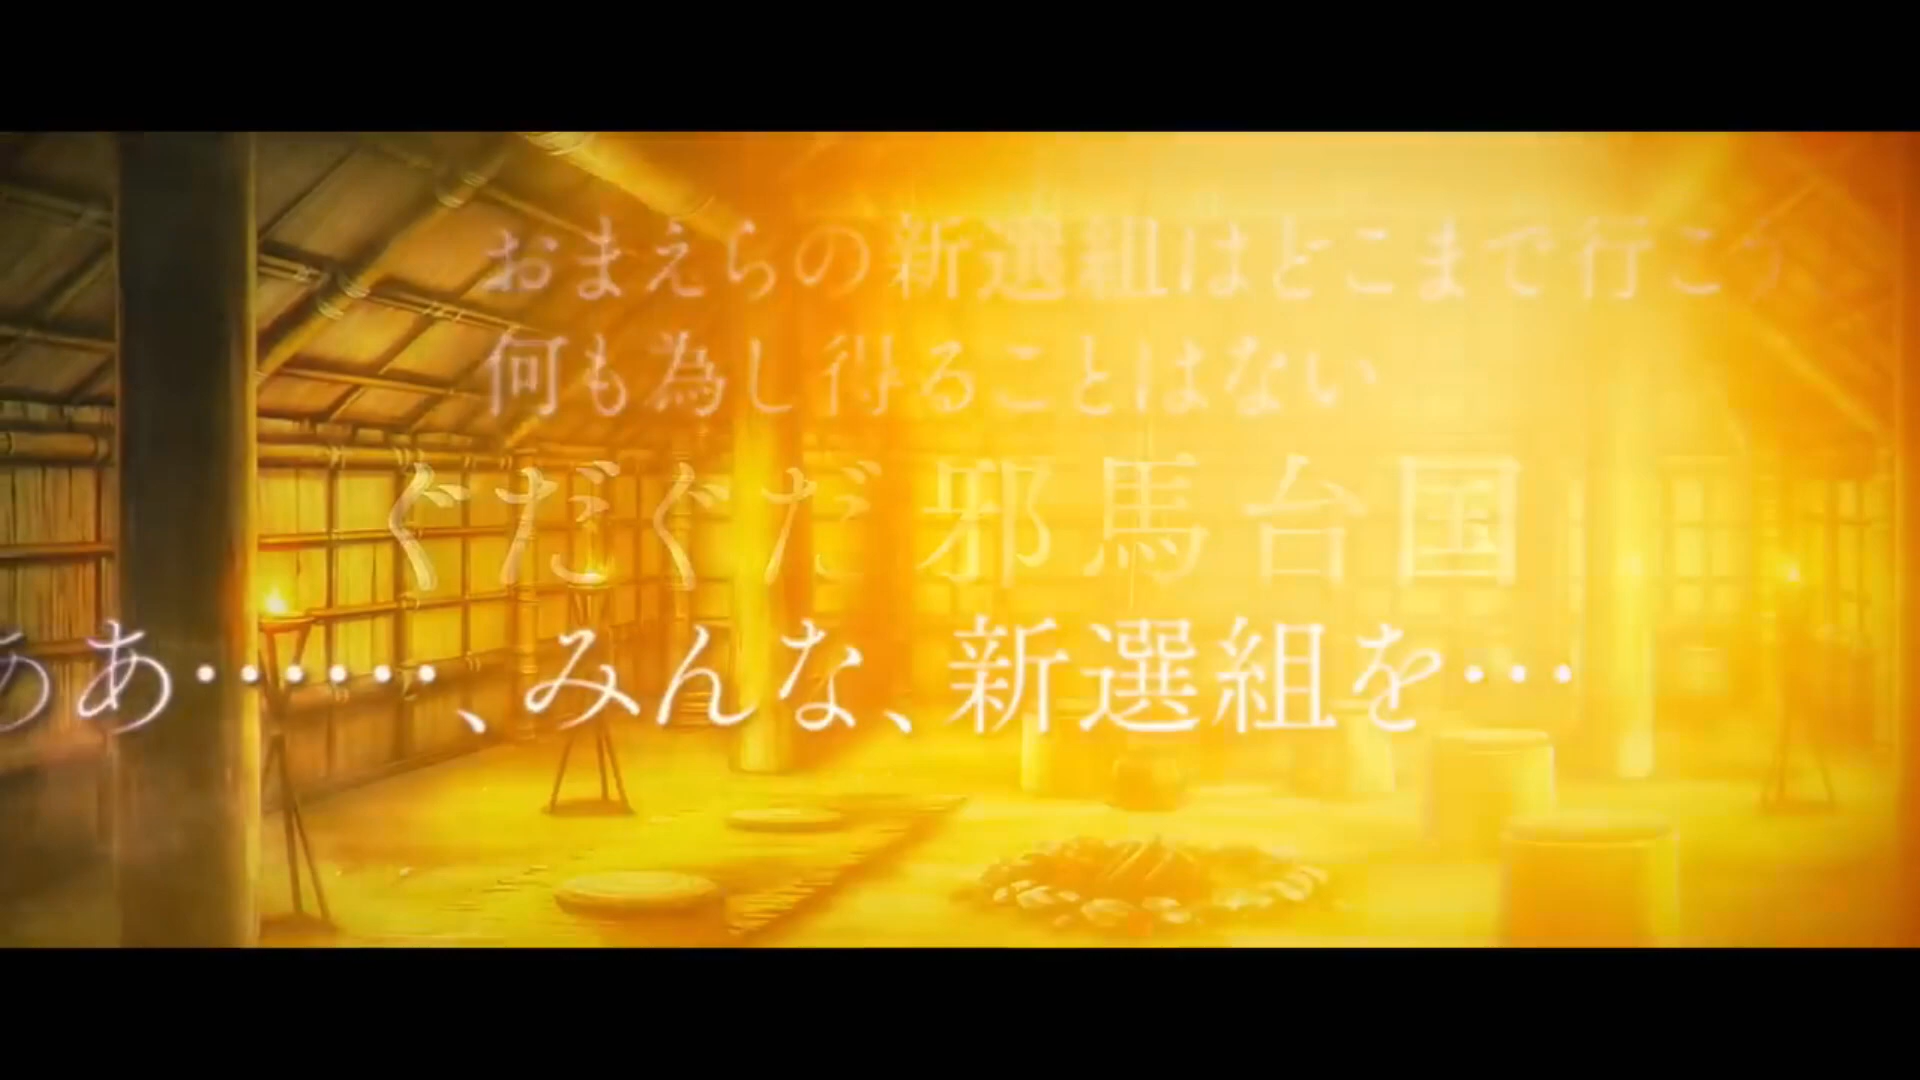 おまえらの新選組はどこまで行こう
何も為し得ることはない
ぐだぐだ邪馬台国
ああ……、みんな、新選組を…